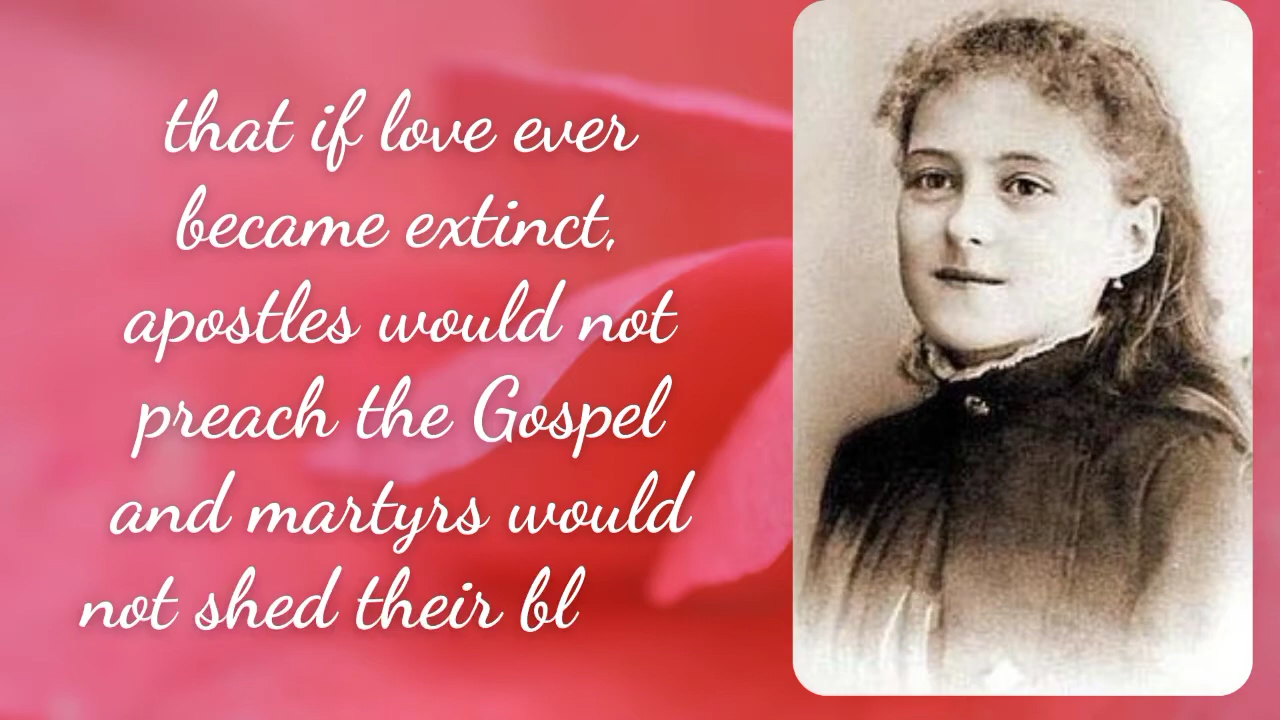 that if love ever
became extinct,
apostles would not
preach the Gospel
and martyrs would
not shed their bl